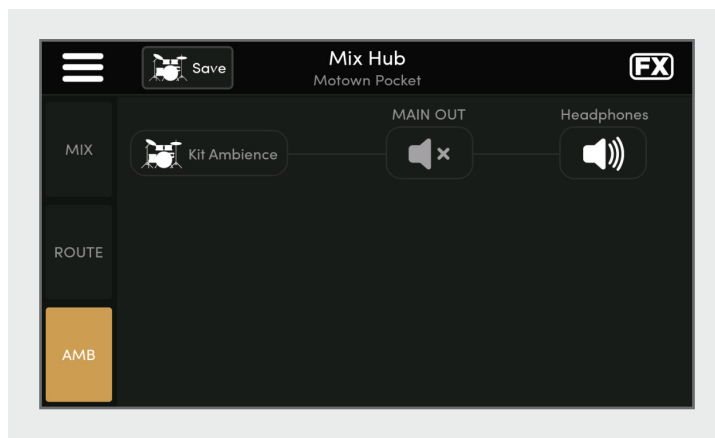 Save
Mix Hub
Motown Pocket
FX
MIX
MAIN OUT
Headphones
Kit Ambience
ROUTE
AMB